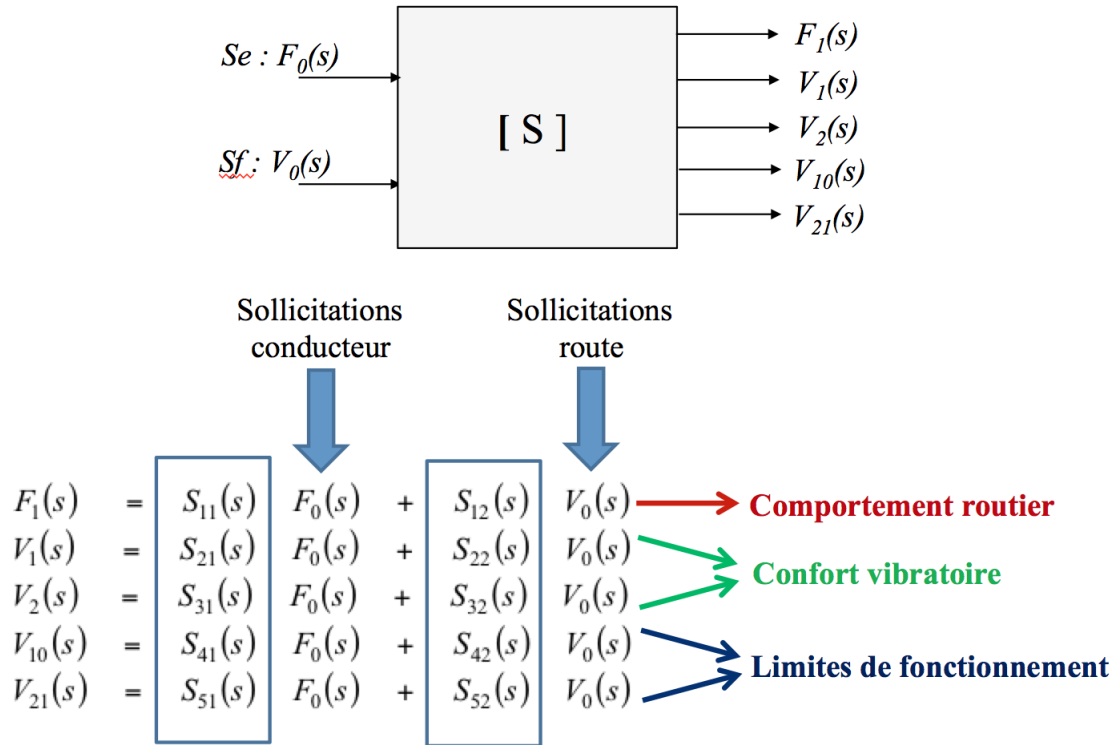 Se : F₀(s)
Sf : V₀(s)
[ S ]
F₁(s)
V₁(s)
V₂(s)
V₁₀(s)
V₂₁(s)
Sollicitations
conducteur
Sollicitations
route
F₁(s) = S₁₁(s) F₀(s) + S₁₂(s) V₀(s)
V₁(s) = S₂₁(s) F₀(s) + S₂₂(s) V₀(s)
V₂(s) = S₃₁(s) F₀(s) + S₃₂(s) V₀(s)
V₁₀(s) = S₄₁(s) F₀(s) + S₄₂(s) V₀(s)
V₂₁(s) = S₅₁(s) F₀(s) + S₅₂(s) V₀(s)
Comportement routier
Confort vibratoire
Limites de fonctionnement